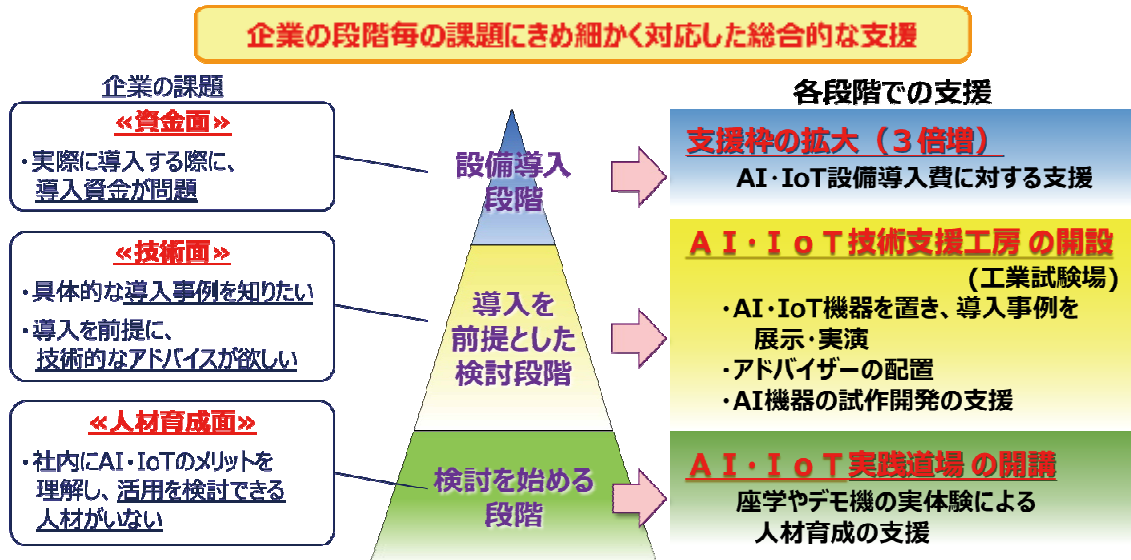 企業の段階毎の課題にきめ細かく対応した総合的な支援
企業の課題
≪資金面≫
・実際に導入する際に、
導入資金が問題
≪技術面≫
・具体的な導入事例を知りたい
・導入を前提に、
技術的なアドバイスが欲しい
≪人材育成面≫
・社内にAI・IoTのメリットを
理解し、活用を検討できる
人材がいない
設備導入
段階
導入を
前提とした
検討段階
検討を始める
段階
各段階での支援
支援枠の拡大（３倍増）
AI・IoT設備導入費に対する支援
ＡＩ・ＩｏＴ技術支援工房 の開設
(工業試験場)
・AI・IoT機器を置き、導入事例を
展示・実演
・アドバイザーの配置
・AI機器の試作開発の支援
ＡＩ・ＩｏＴ実践道場 の開講
座学やデモ機の実体験による
人材育成の支援